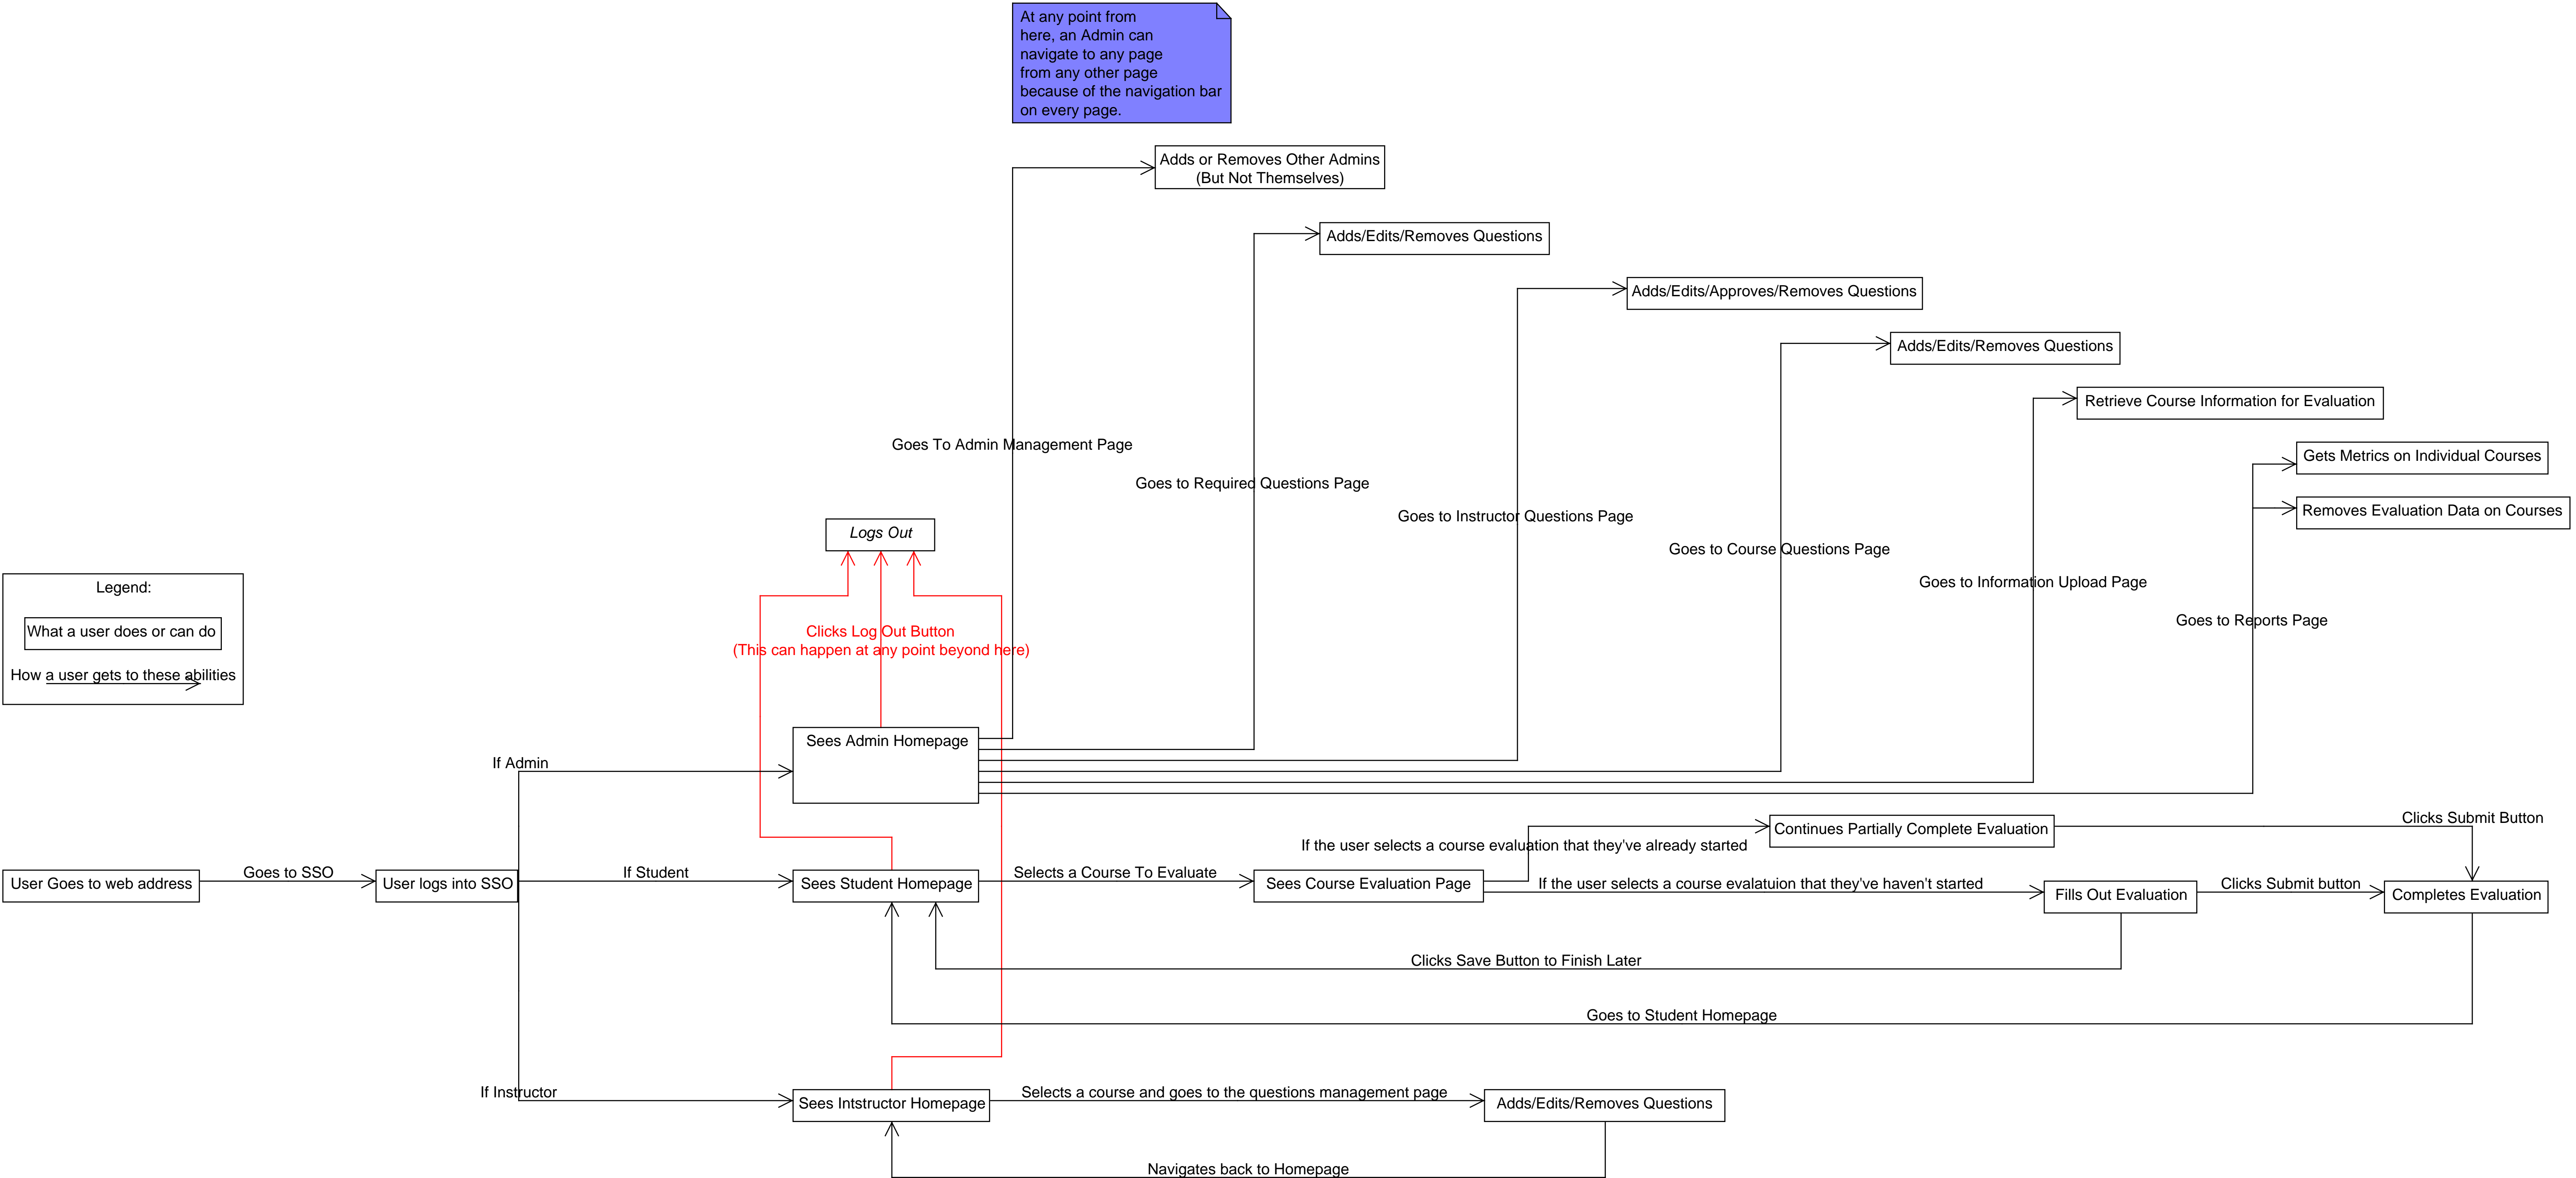 At any point from
here, an Admin can
navigate to any page
from any other page
because of the navigation bar
on every page.
Adds or Removes Other Admins
(But Not Themselves)
Adds/Edits/Removes Questions
Adds/Edits/Approves/Removes Questions
Adds/Edits/Removes Questions
Retrieve Course Information for Evaluation
Goes To Admin Management Page
Gets Metrics on Individual Courses
Goes to Required Questions Page
Removes Evaluation Data on Courses
Goes to Instructor Questions Page
Logs Out
Goes to Course Questions Page
Goes to Information Upload Page
Legend:
Goes to Reports Page
What a user does or can do
Clicks Log Out Button
(This can happen at any point beyond here)
How a user gets to these abilities
Sees Admin Homepage
If Admin
Clicks Submit Button
Continues Partially Complete Evaluation
If the user selects a course evaluation that they've already started
User Goes to web address
Goes to SSO
User logs into SSO
If Student
Sees Student Homepage
Selects a Course To Evaluate
Sees Course Evaluation Page
If the user selects a course evalatuion that they've haven't started
Fills Out Evaluation
Clicks Submit button
Completes Evaluation
Clicks Save Button to Finish Later
Goes to Student Homepage
If Instructor
Sees Intstructor Homepage
Selects a course and goes to the questions management page
Adds/Edits/Removes Questions
Navigates back to Homepage